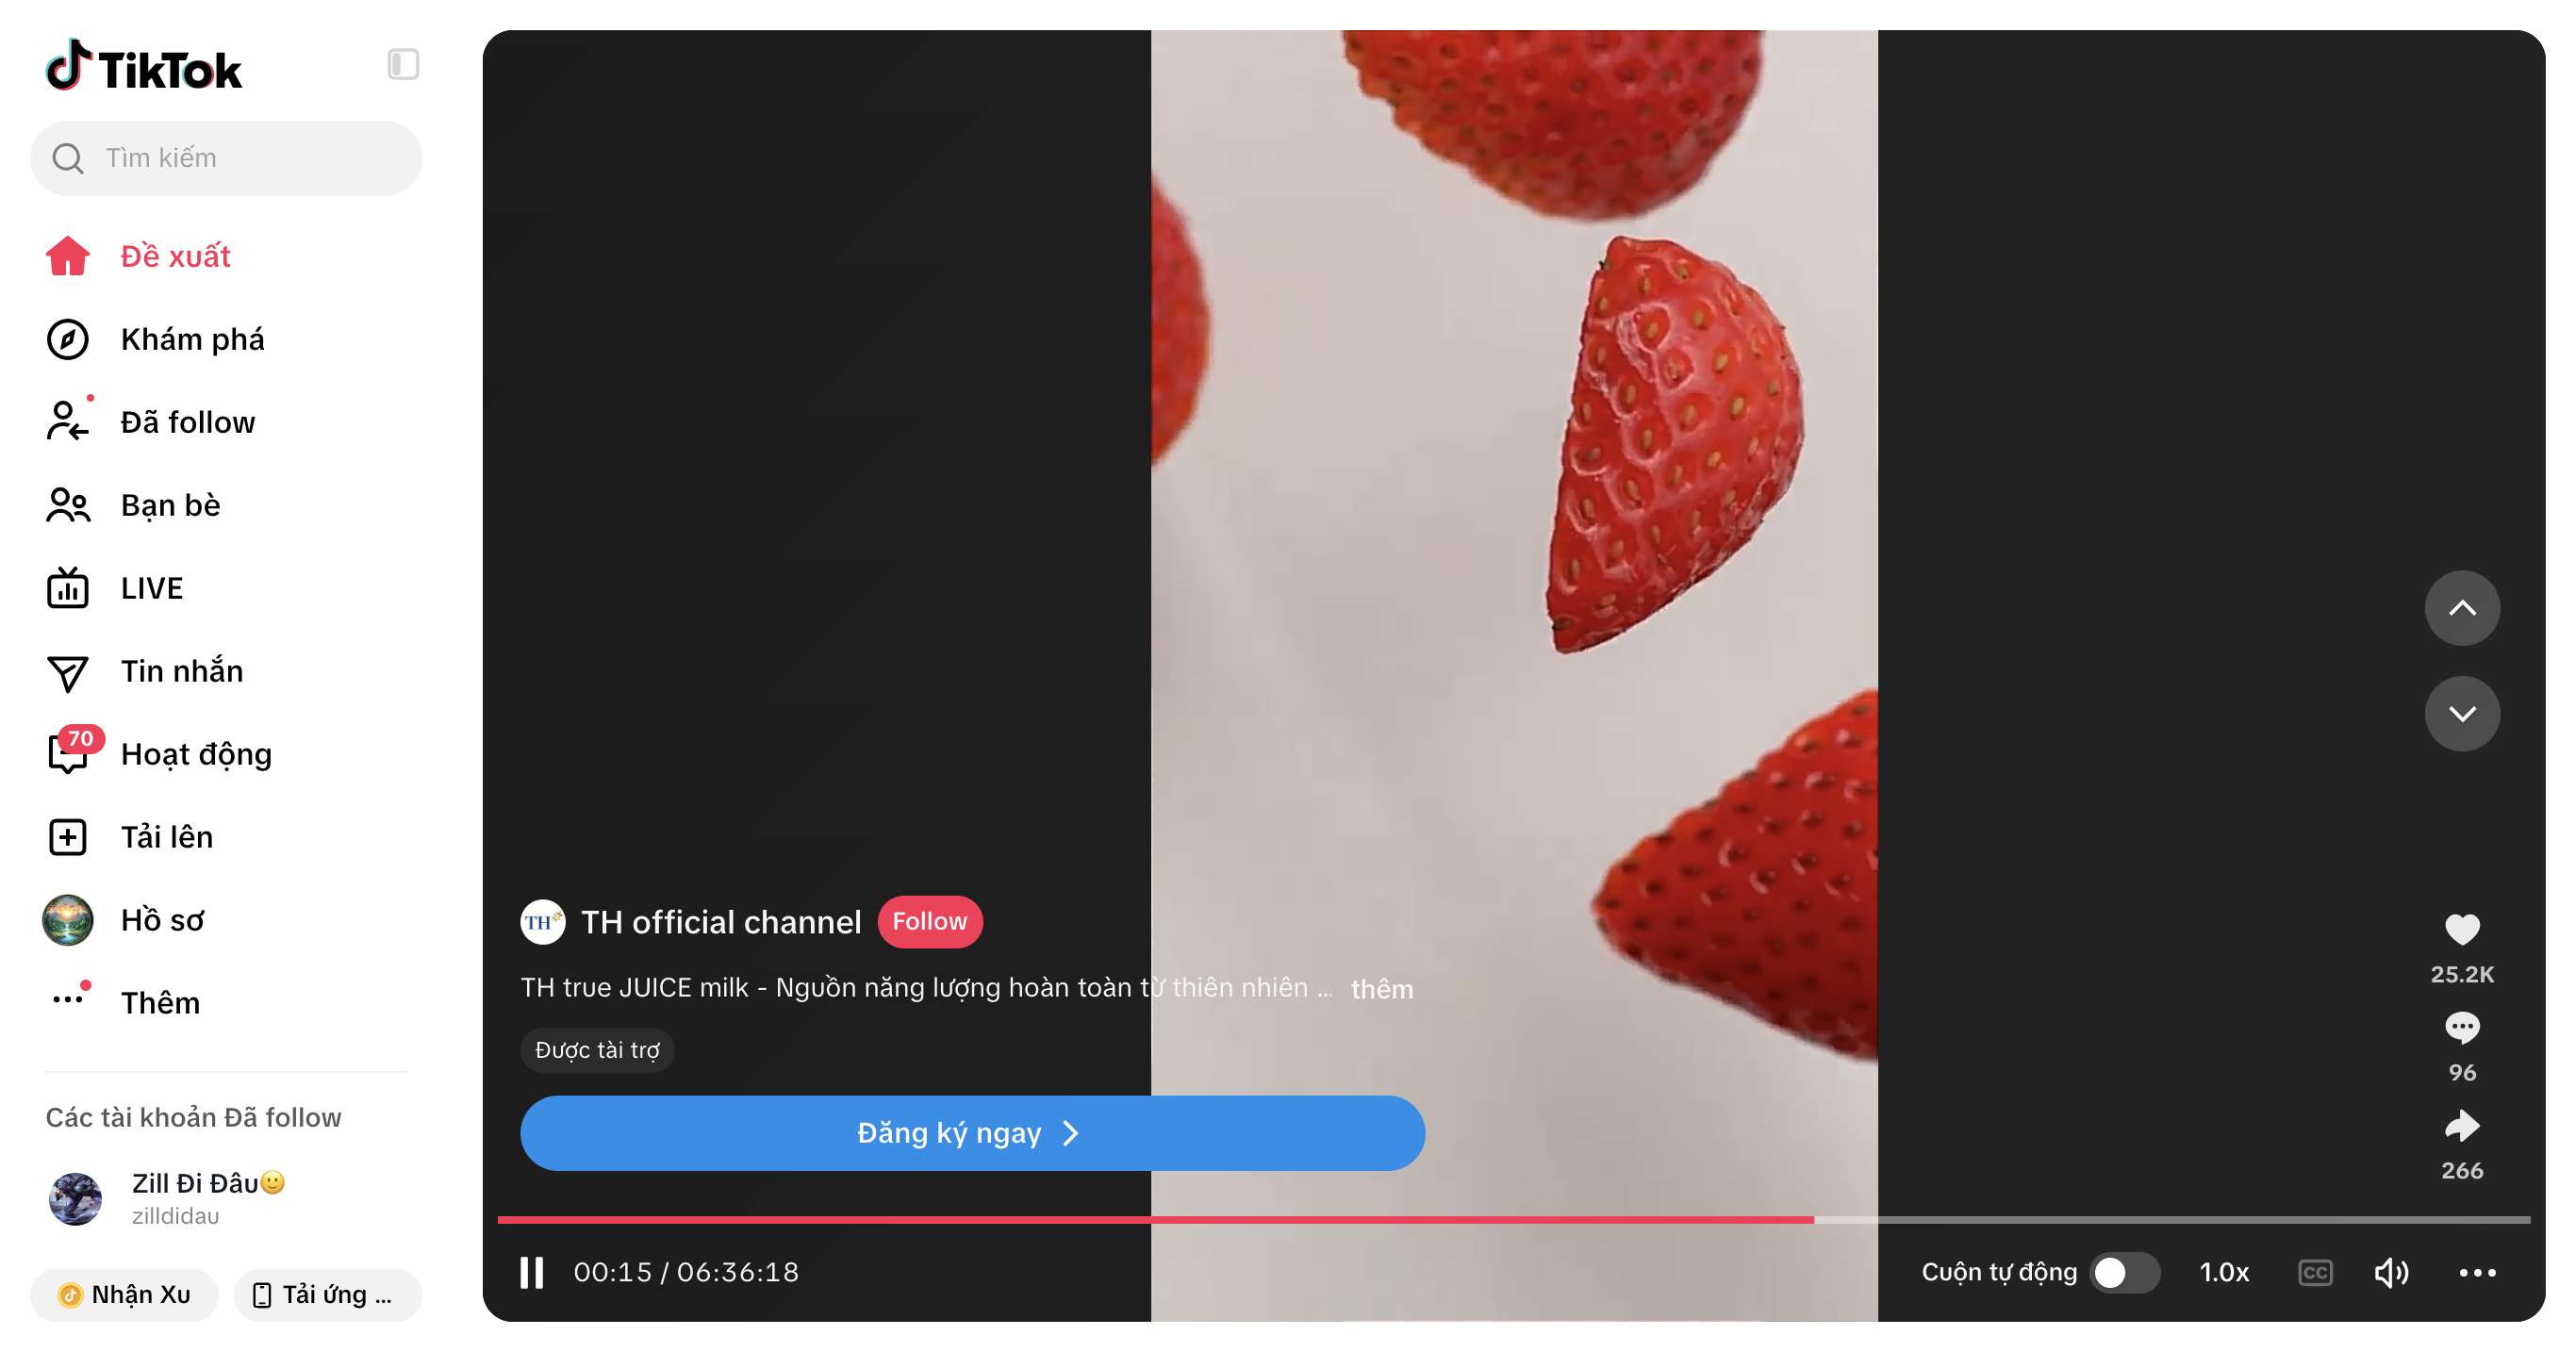 TikTok
Tìm kiếm
Đề xuất
Khám phá
Đã follow
Bạn bè
LIVE
Tin nhắn
70
Hoạt động
Tải lên
Hồ sơ
Thêm
Các tài khoản Đã follow
Zill Đi Đâu🙂
zilldidau
Nhận Xu
Tải ứng ...
TH
TH official channel
Follow
TH true JUICE milk - Nguồn năng lượng hoàn toàn từ thiên nhiên ... thêm
Được tài trợ
Đăng ký ngay
25.2K
96
266
00:15 / 06:36:18
Cuộn tự động
1.0x
CC